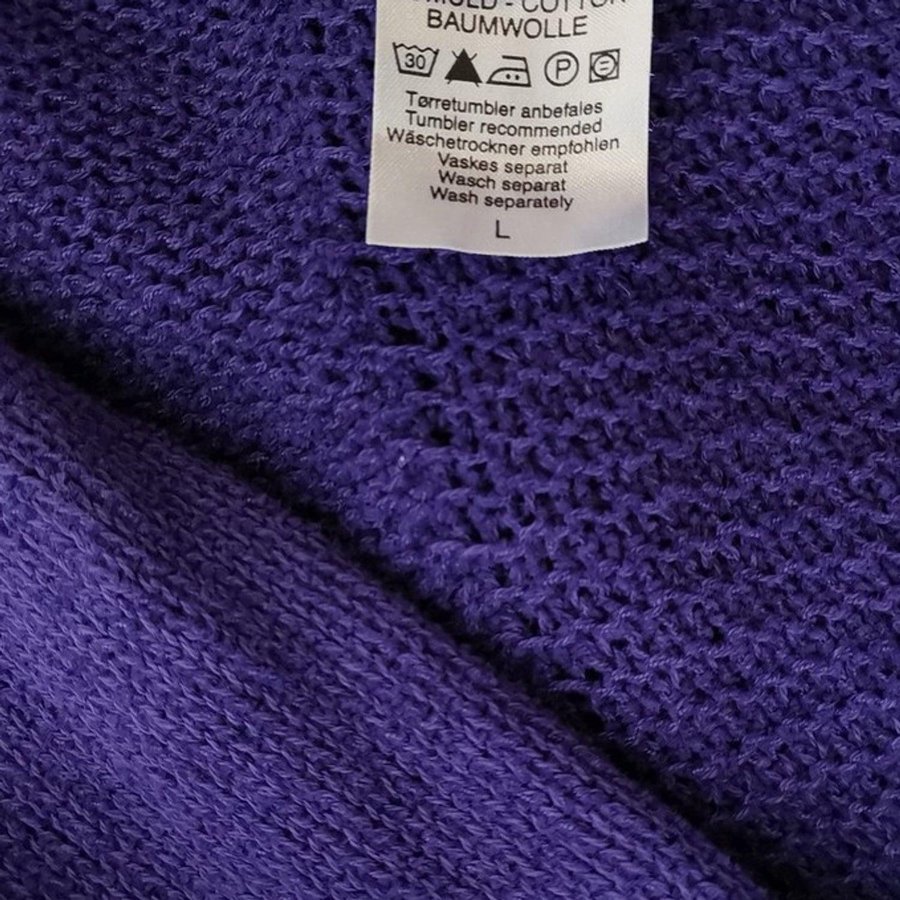 BAUMWOLLE
30 P
Tørretumbler anbefales
Tumbler recommended
Wäschetrockner empfohlen
Vaskes separat
Wasch separat
Wash separately
L